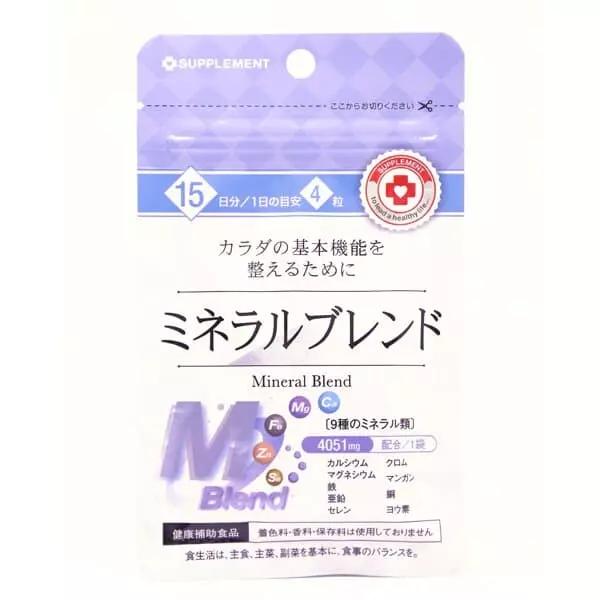 SUPPLEMENT
ここからお切りください
SUPPLEMENT
to lead a healthy life...
15日分/1日の目安4粒
カラダの基本機能を
整えるために
ミネラルブレンド
Mineral Blend
Mg Ca
Fe
Zn
Se
M
Blend
[9種のミネラル類]
4051mg 配合/1袋
カルシウム クロム
マグネシウム マンガン
鉄 銅
亜鉛 ヨウ素
セレン
健康補助食品 着色料・香料・保存料は使用しておりません
食生活は、主食、主菜、副菜を基本に、食事のバランスを。